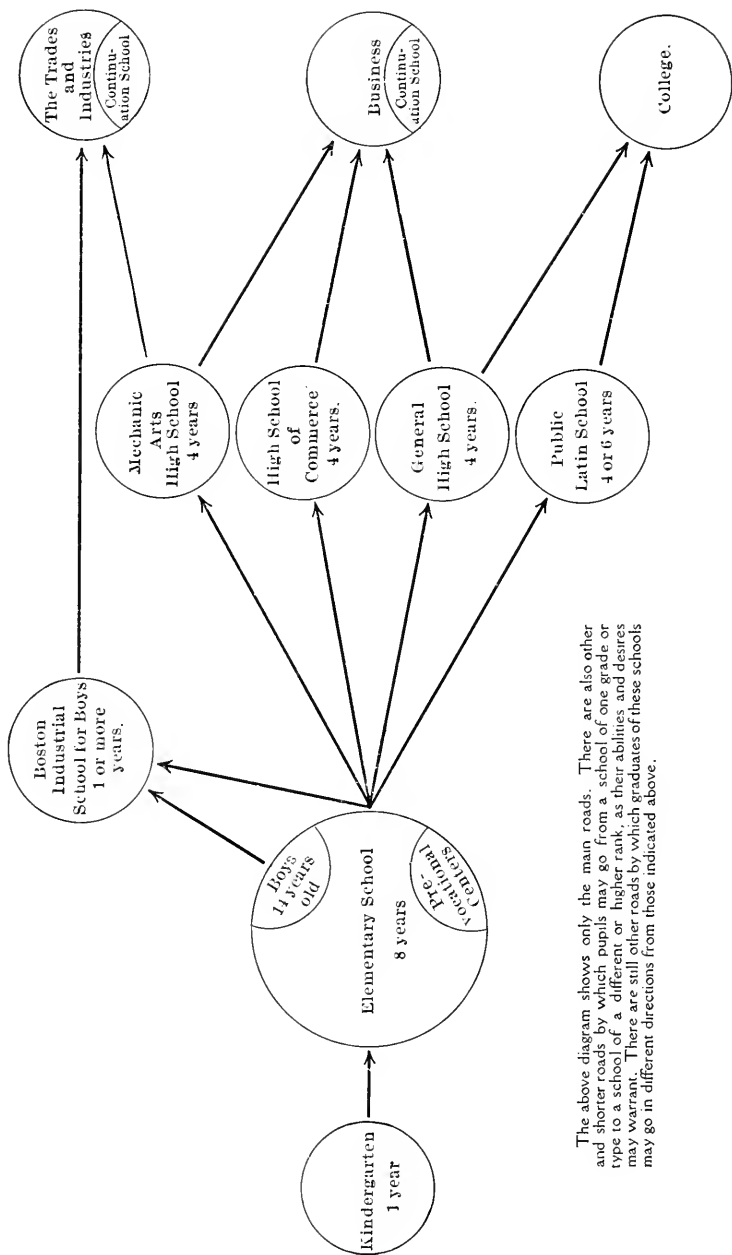 Kindergarten
1 year
Elementary School
8 years
Boys
14 years
old
Pre-
vocational
Centers
Boston
Industrial
School for Boys
1 or more
years.
Mechanic
Arts
High School
4 years
High School
of
Commerce
4 years.
General
High School
4 years.
Public
Latin School
4 or 6 years
The Trades
and
Industries
Continu-
ation School
Business
Continu-
ation School
College.
The above diagram shows only the main roads. There are also other
and shorter roads by which pupils may go from a school of one grade or
type to a school of a different or higher rank, as their abilities and desires
may warrant. There are still other roads by which graduates of these schools
may go in different directions from those indicated above.